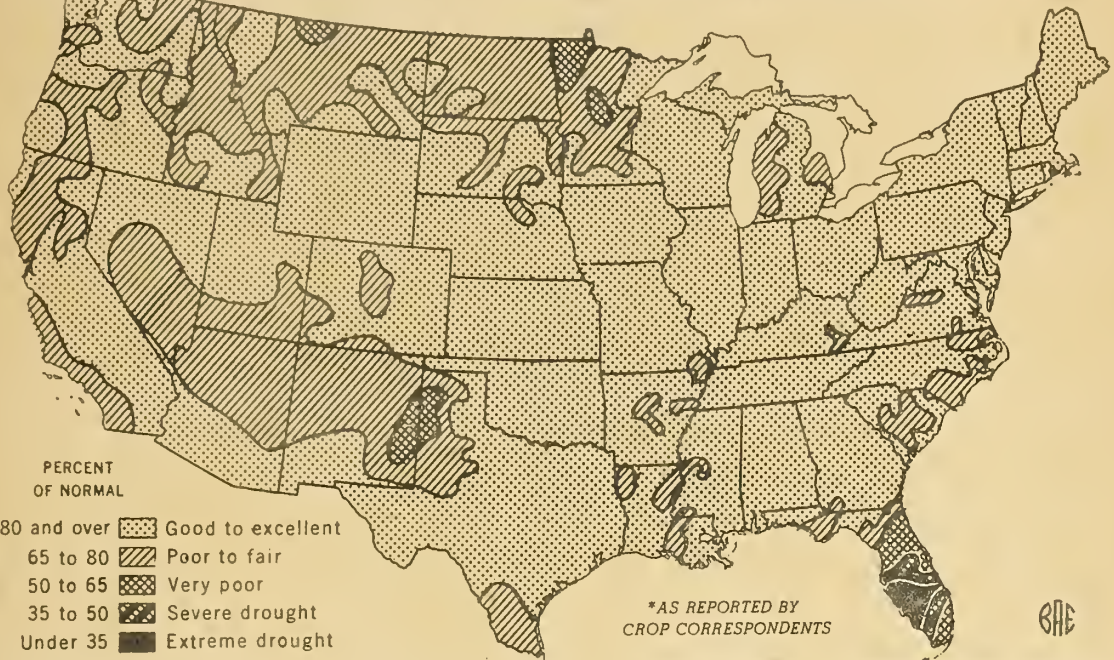 PERCENT
OF NORMAL
80 and over Good to excellent
65 to 80 Poor to fair
50 to 65 Very poor
35 to 50 Severe drought
Under 35 Extreme drought
*AS REPORTED BY
CROP CORRESPONDENTS
BAE